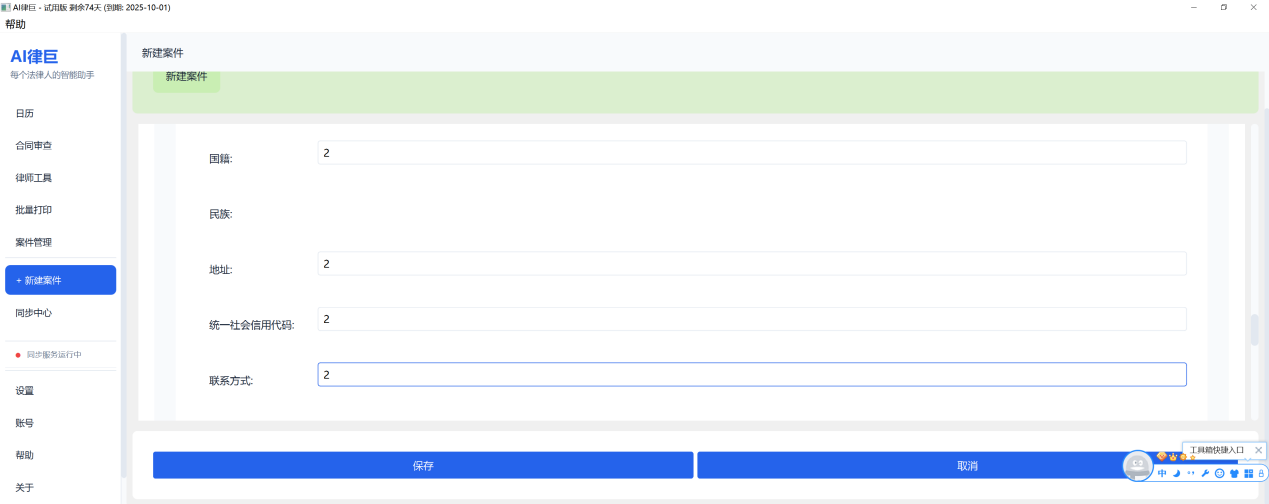 AI律巨 - 试用版 剩余74天 (到期: 2025-10-01)
帮助
AI律巨
每个法律人的智能助手
日历
合同审查
律师工具
批量打印
案件管理
+ 新建案件
同步中心
同步服务运行中
设置
账号
帮助
关于
新建案件
新建案件
国籍: 2
民族:
地址: 2
统一社会信用代码: 2
联系方式: 2
保存 取消
工具箱快捷入口
中